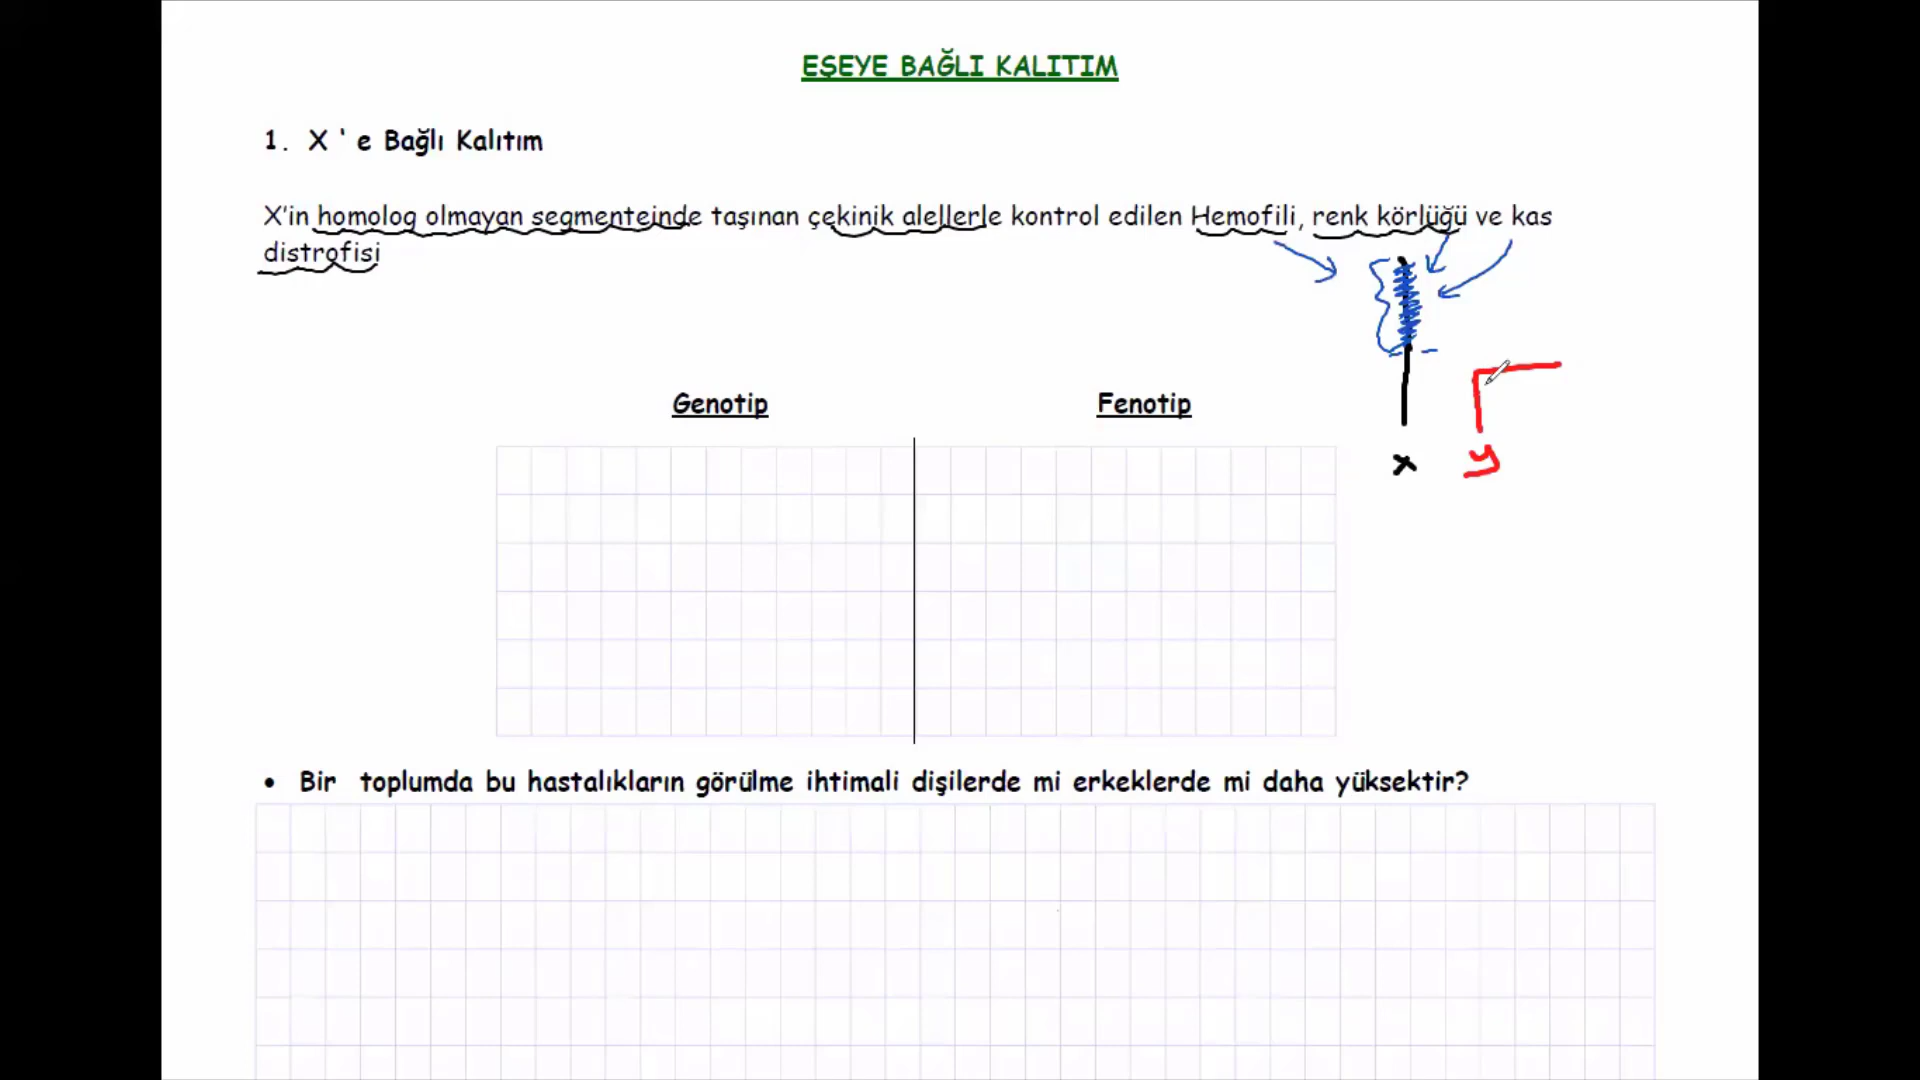 EŞEYE BAĞLI KALITIM
1. X ' e Bağlı Kalıtım
X'in homolog olmayan segmenteinde taşınan çekinik alellerle kontrol edilen Hemofili, renk körlüğü ve kas
distrofisi
Genotip Fenotip
x y
• Bir toplumda bu hastalıkların görülme ihtimali dişilerde mi erkeklerde mi daha yüksektir?